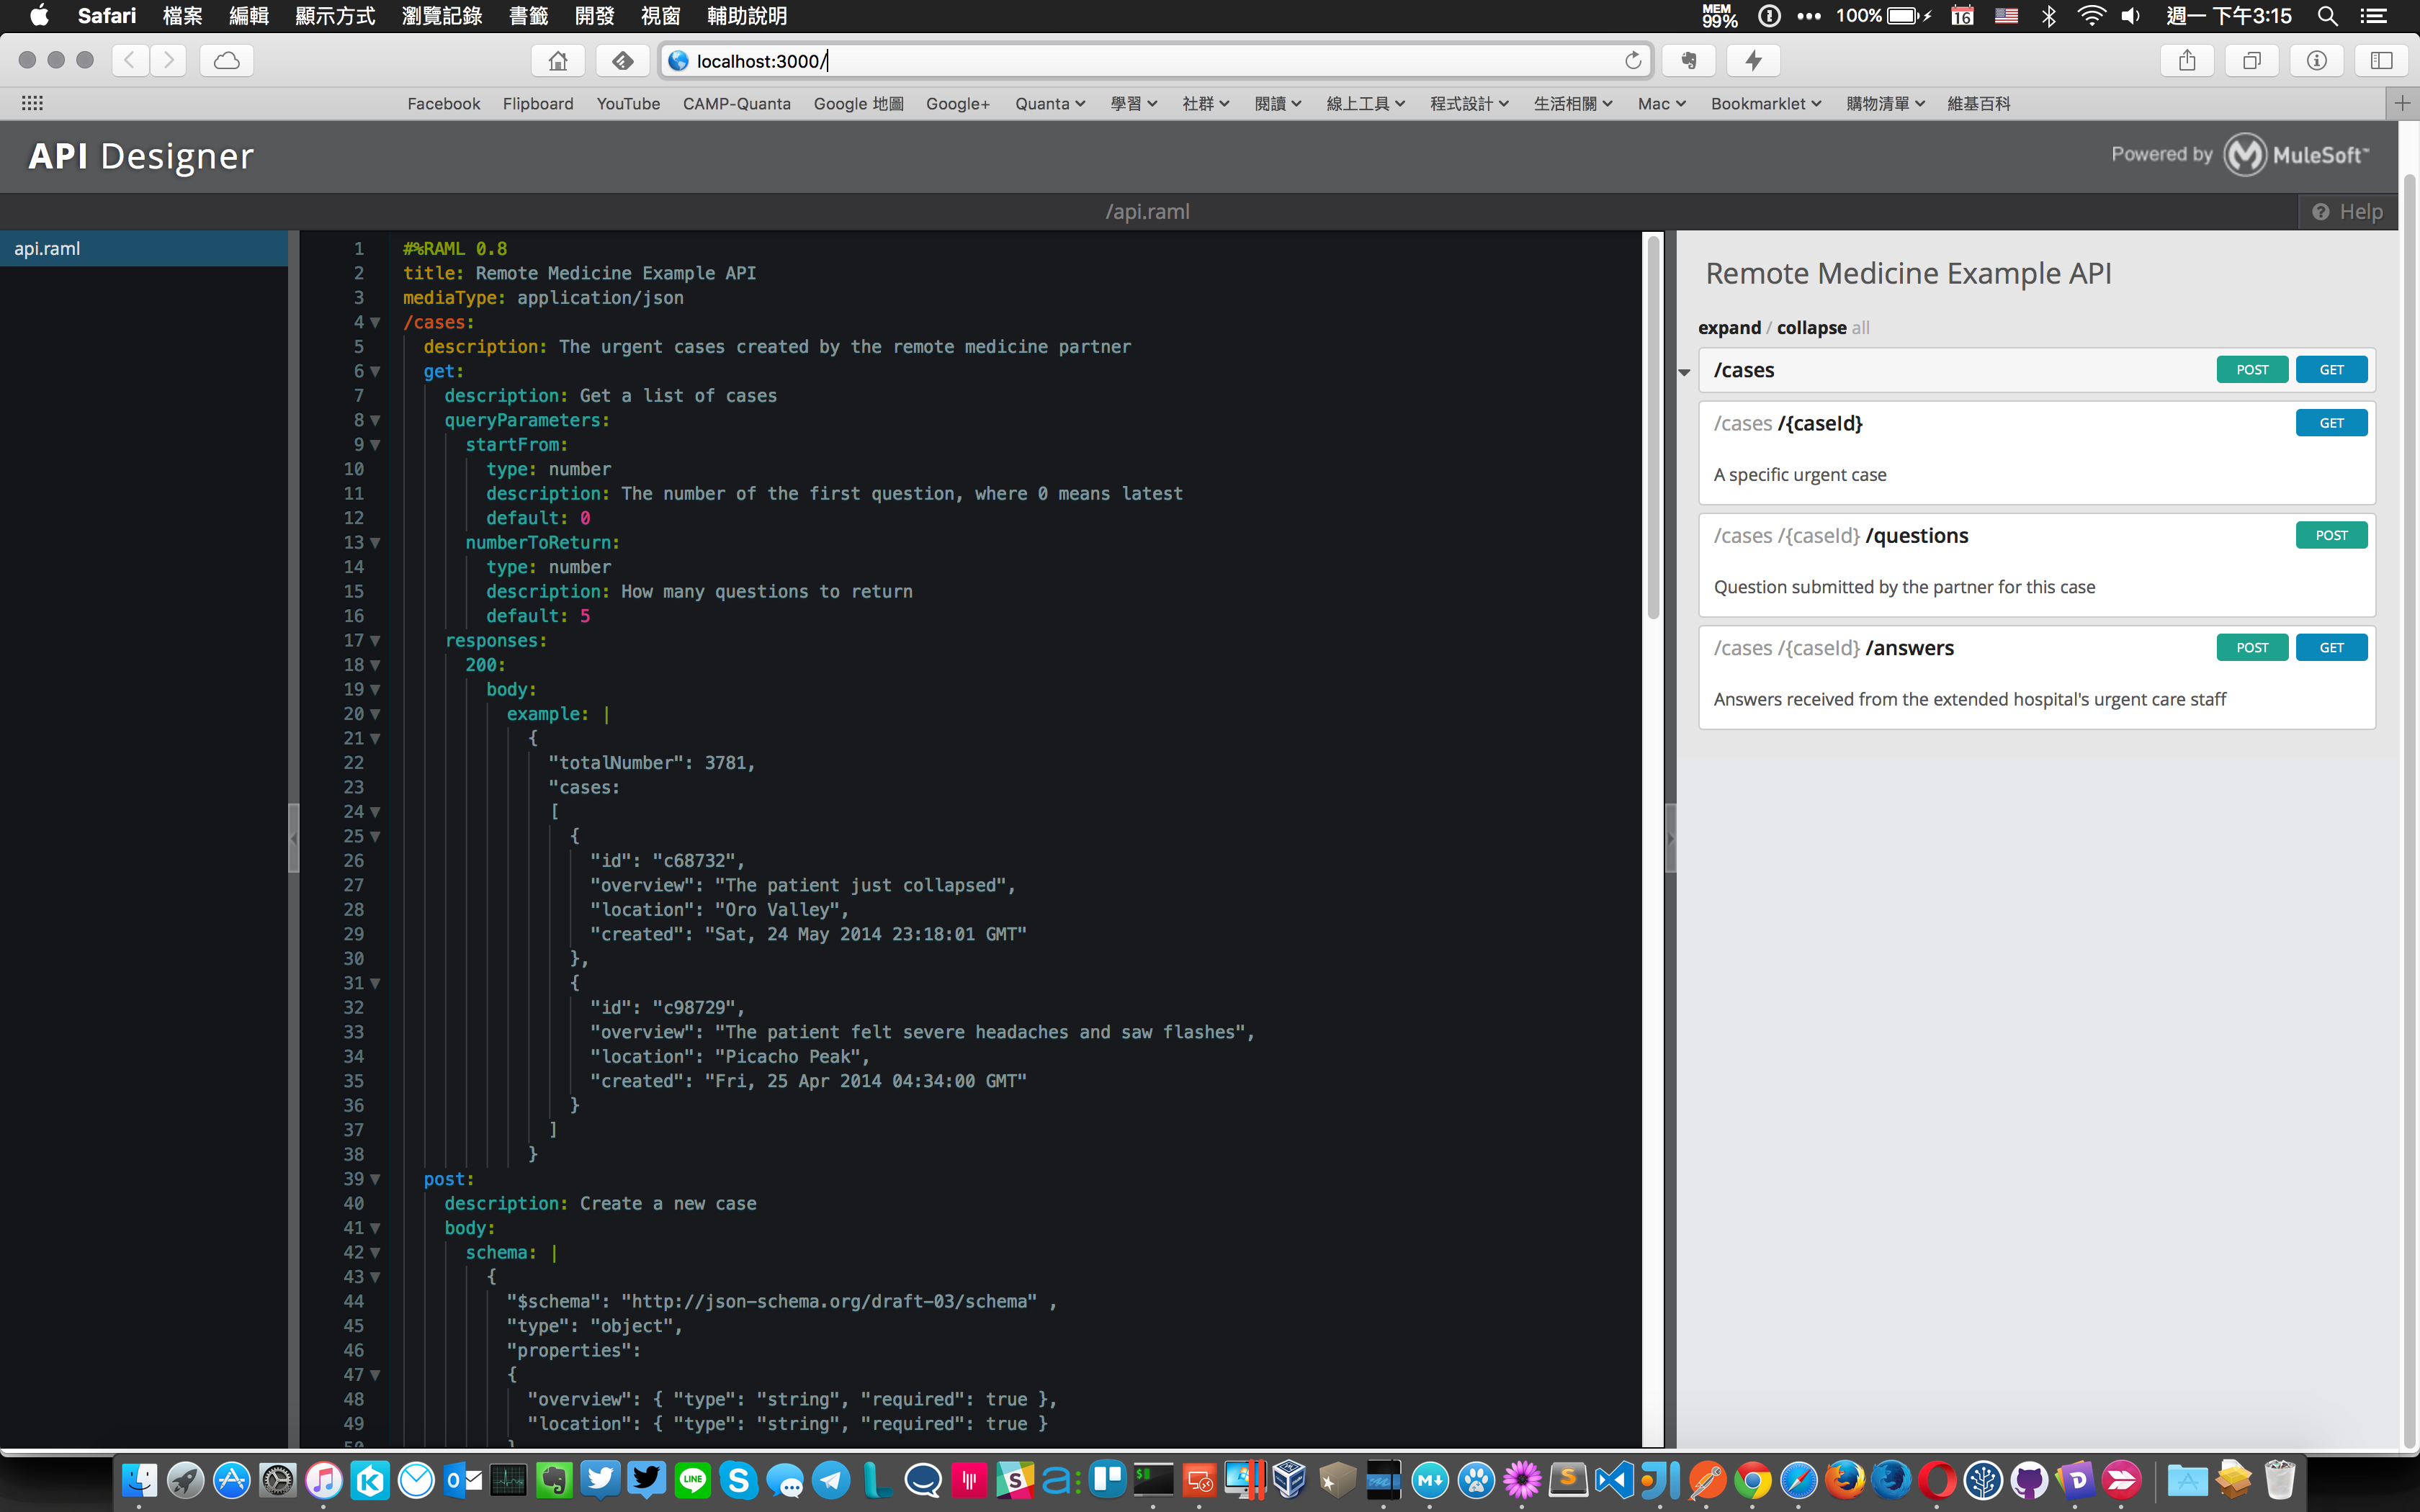 Safari 檔案 編輯 顯示方式 瀏覽記錄 書籤 開發 視窗 輔助說明 MEM 99% 100% 16 週一 下午3:15
localhost:3000/
Facebook Flipboard YouTube CAMP-Quanta Google 地圖 Google+ Quanta 學習 社群 閱讀 線上工具 程式設計 生活相關 Mac Bookmarklet 購物清單 維基百科
API Designer
Powered by MuleSoft™
/api.raml
Help
api.raml
1 #%RAML 0.8
2 title: Remote Medicine Example API
3 mediaType: application/json
4 /cases:
5 description: The urgent cases created by the remote medicine partner
6 get:
7 description: Get a list of cases
8 queryParameters:
9 startFrom:
10 type: number
11 description: The number of the first question, where 0 means latest
12 default: 0
13 numberToReturn:
14 type: number
15 description: How many questions to return
16 default: 5
17 responses:
18 200:
19 body:
20 example: |
21 {
22 "totalNumber": 3781,
23 "cases:
24 [
25 {
26 "id": "c68732",
27 "overview": "The patient just collapsed",
28 "location": "Oro Valley",
29 "created": "Sat, 24 May 2014 23:18:01 GMT"
30 },
31 {
32 "id": "c98729",
33 "overview": "The patient felt severe headaches and saw flashes",
34 "location": "Picacho Peak",
35 "created": "Fri, 25 Apr 2014 04:34:00 GMT"
36 }
37 ]
38 }
39 post:
40 description: Create a new case
41 body:
42 schema: |
43 {
44 "$schema": "http://json-schema.org/draft-03/schema" ,
45 "type": "object",
46 "properties":
47 {
48 "overview": { "type": "string", "required": true },
49 "location": { "type": "string", "required": true }
Remote Medicine Example API
expand / collapse all
/cases POST GET
/cases /{caseId} GET
A specific urgent case
/cases /{caseId} /questions POST
Question submitted by the partner for this case
/cases /{caseId} /answers POST GET
Answers received from the extended hospital's urgent care staff
LINE